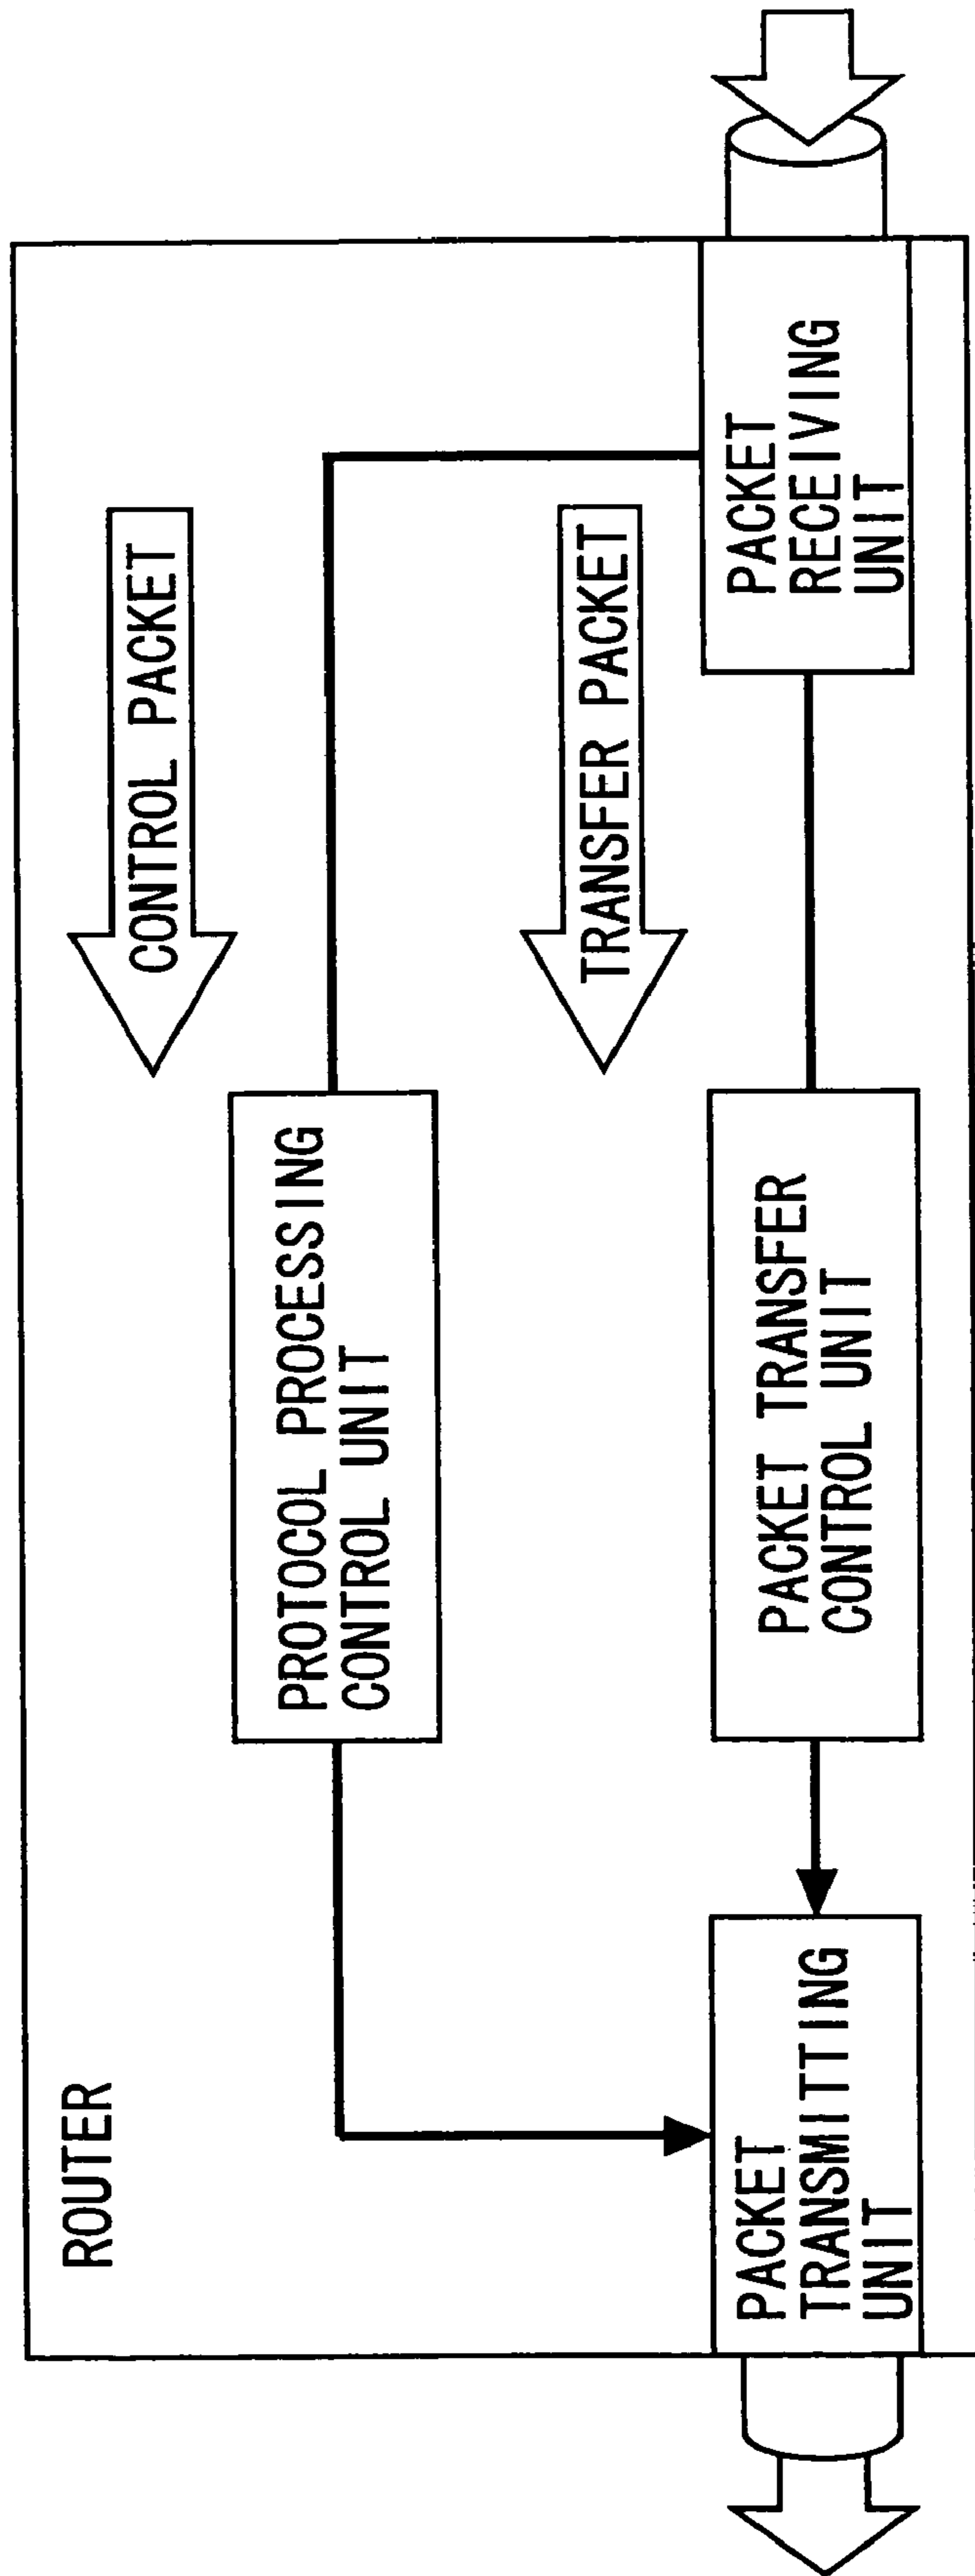 ROUTER
CONTROL PACKET
PROTOCOL PROCESSING
CONTROL UNIT
TRANSFER PACKET
PACKET
TRANSMITTING
UNIT
PACKET TRANSFER
CONTROL UNIT
PACKET
RECEIVING
UNIT